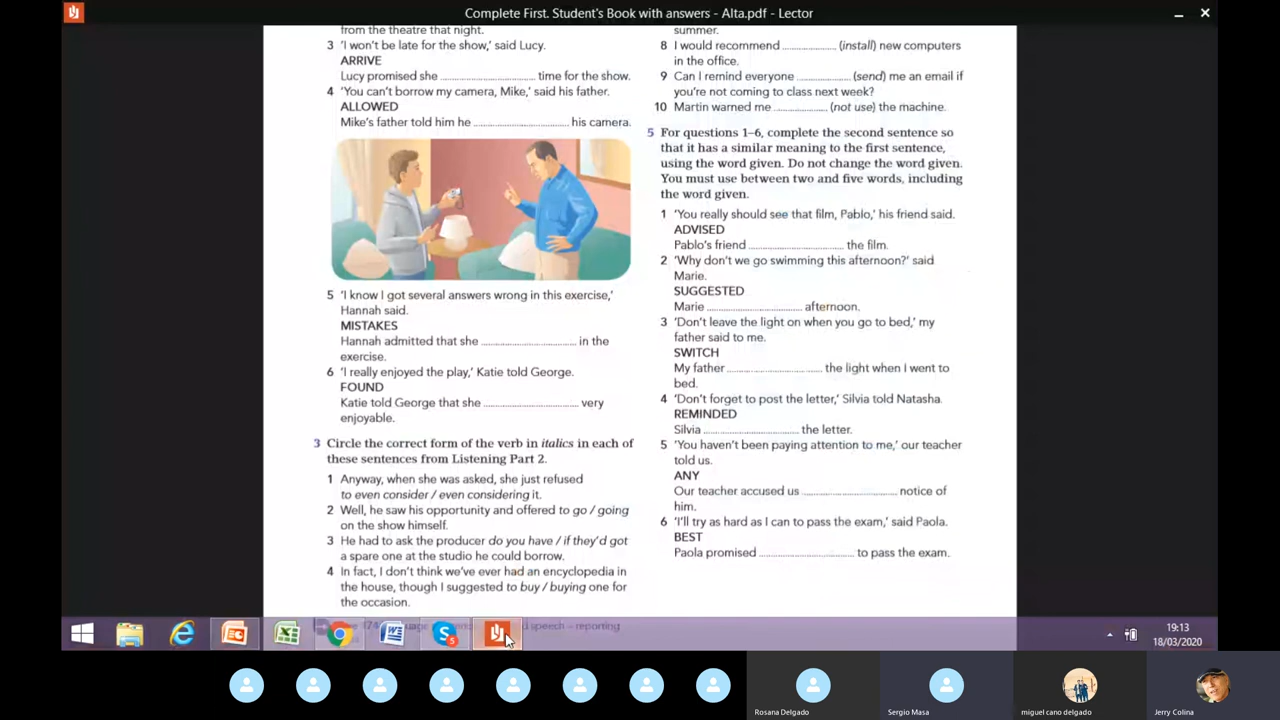 Complete First. Student's Book with answers - Alta.pdf - Lector
from the theatre that night.
3 'I won't be late for the show,' said Lucy.
ARRIVE
Lucy promised she .............................. time for the show.
4 'You can't borrow my camera, Mike,' said his father.
ALLOWED
Mike's father told him he .............................. his camera.
5 'I know I got several answers wrong in this exercise,'
Hannah said.
MISTAKES
Hannah admitted that she .............................. in the
exercise.
6 'I really enjoyed the play,' Katie told George.
FOUND
Katie told George that she .............................. very
enjoyable.
3 Circle the correct form of the verb in italics in each of
these sentences from Listening Part 2.
1 Anyway, when she was asked, she just refused
to even consider / even considering it.
2 Well, he saw his opportunity and offered to go / going
on the show himself.
3 He had to ask the producer do you have / if they'd got
a spare one at the studio he could borrow.
4 In fact, I don't think we've ever had an encyclopedia in
the house, though I suggested to buy / buying one for
the occasion.
speech – reporting
summer.
8 I would recommend ................ (install) new computers
in the office.
9 Can I remind everyone ................ (send) me an email if
you're not coming to class next week?
10 Martin warned me ................ (not use) the machine.
5 For questions 1–6, complete the second sentence so
that it has a similar meaning to the first sentence,
using the word given. Do not change the word given.
You must use between two and five words, including
the word given.
1 'You really should see that film, Pablo,' his friend said.
ADVISED
Pablo's friend .............................. the film.
2 'Why don't we go swimming this afternoon?' said
Marie.
SUGGESTED
Marie .............................. afternoon.
3 'Don't leave the light on when you go to bed,' my
father said to me.
SWITCH
My father .............................. the light when I went to
bed.
4 'Don't forget to post the letter,' Silvia told Natasha.
REMINDED
Silvia .............................. the letter.
5 'You haven't been paying attention to me,' our teacher
told us.
ANY
Our teacher accused us .............................. notice of
him.
6 'I'll try as hard as I can to pass the exam,' said Paola.
BEST
Paola promised .............................. to pass the exam.
5
19:13
18/03/2020
Rosana Delgado
Sergio Masa
miguel cano delgado
Jerry Colina